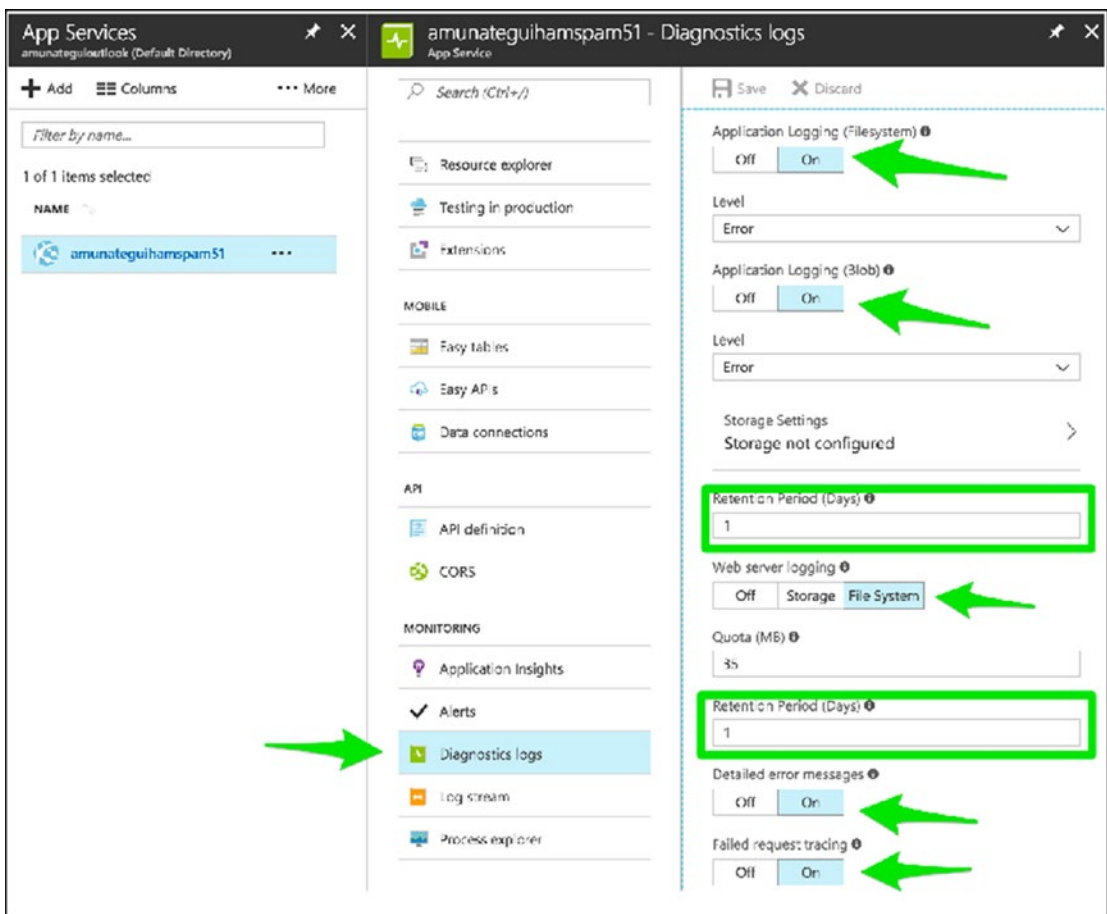 App Services
amunateguioutlook (Default Directory)
Add
Columns
More
Filter by name...
1 of 1 items selected
NAME
amunateguihamspam51
amunateguihamspam51 - Diagnostics logs
App Service
Search (Ctrl+/)
Resource explorer
Testing in production
Extensions
MOBILE
Easy tables
Easy APIs
Data connections
API
API definition
CORS
MONITORING
Application Insights
Alerts
Diagnostics logs
Log stream
Process explorer
Save
Discard
Application Logging (Filesystem)
Off On
Level
Error
Application Logging (Blob)
Off On
Level
Error
Storage Settings
Storage not configured
Retention Period (Days)
1
Web server logging
Off Storage File System
Quota (MB)
35
Retention Period (Days)
1
Detailed error messages
Off On
Failed request tracing
Off On